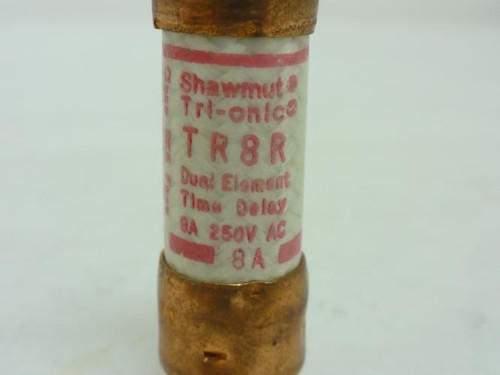 Shawmut®
Tri-onic®
TR8R
Dual Element
Time Delay
8A 250V AC
8A